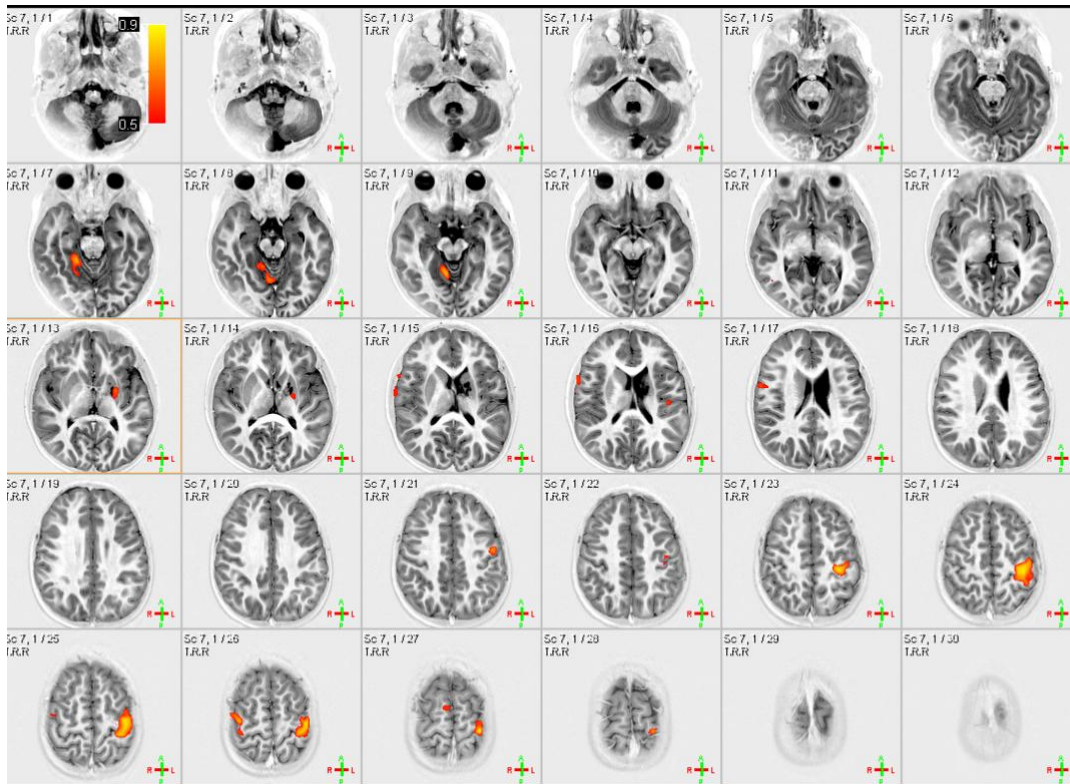 Sc 7, 1 / 1
I.R.R
0.9
0.5
Sc 7, 1 / 2
I.R.R
Sc 7, 1 / 3
I.R.R
Sc 7, 1 / 4
I.R.R
Sc 7, 1 / 5
I.R.R
Sc 7, 1 / 6
I.R.R
R L
A
P
R L
A
P
R L
A
P
R L
A
P
R L
A
P
R L
A
P
Sc 7, 1 / 7
I.R.R
Sc 7, 1 / 8
I.R.R
Sc 7, 1 / 9
I.R.R
Sc 7, 1 / 10
I.R.R
Sc 7, 1 / 11
I.R.R
Sc 7, 1 / 12
I.R.R
R L
A
P
R L
A
P
R L
A
P
R L
A
P
R L
A
P
R L
A
P
Sc 7, 1 / 13
I.R.R
Sc 7, 1 / 14
I.R.R
Sc 7, 1 / 15
I.R.R
Sc 7, 1 / 16
I.R.R
Sc 7, 1 / 17
I.R.R
Sc 7, 1 / 18
I.R.R
R L
A
P
R L
A
P
R L
A
P
R L
A
P
R L
A
P
R L
A
P
Sc 7, 1 / 19
I.R.R
Sc 7, 1 / 20
I.R.R
Sc 7, 1 / 21
I.R.R
Sc 7, 1 / 22
I.R.R
Sc 7, 1 / 23
I.R.R
Sc 7, 1 / 24
I.R.R
R L
A
P
R L
A
P
R L
A
P
R L
A
P
R L
A
P
R L
A
P
Sc 7, 1 / 25
I.R.R
Sc 7, 1 / 26
I.R.R
Sc 7, 1 / 27
I.R.R
Sc 7, 1 / 28
I.R.R
Sc 7, 1 / 29
I.R.R
Sc 7, 1 / 30
I.R.R
R L
A
P
R L
A
P
R L
A
P
R L
A
P
R L
A
P
R L
A
P